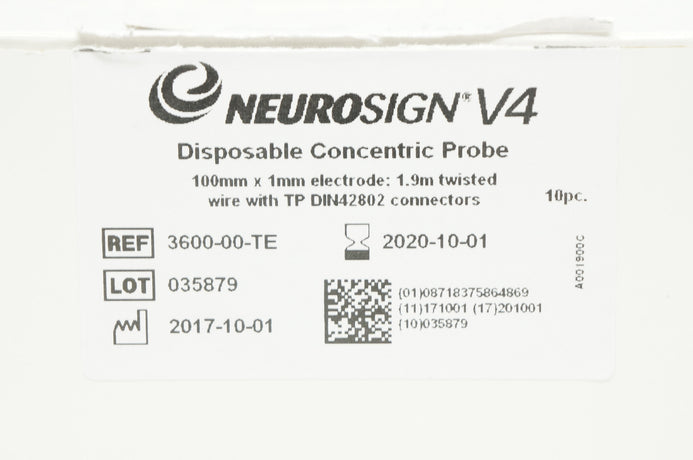 NEUROSIGN® V4
Disposable Concentric Probe
100mm x 1mm electrode: 1.9m twisted
wire with TP DIN42802 connectors
10pc.
REF 3600-00-TE
2020-10-01
LOT 035879
2017-10-01
(01)08718375864869
(11)171001 (17)201001
(10)035879
A001900C